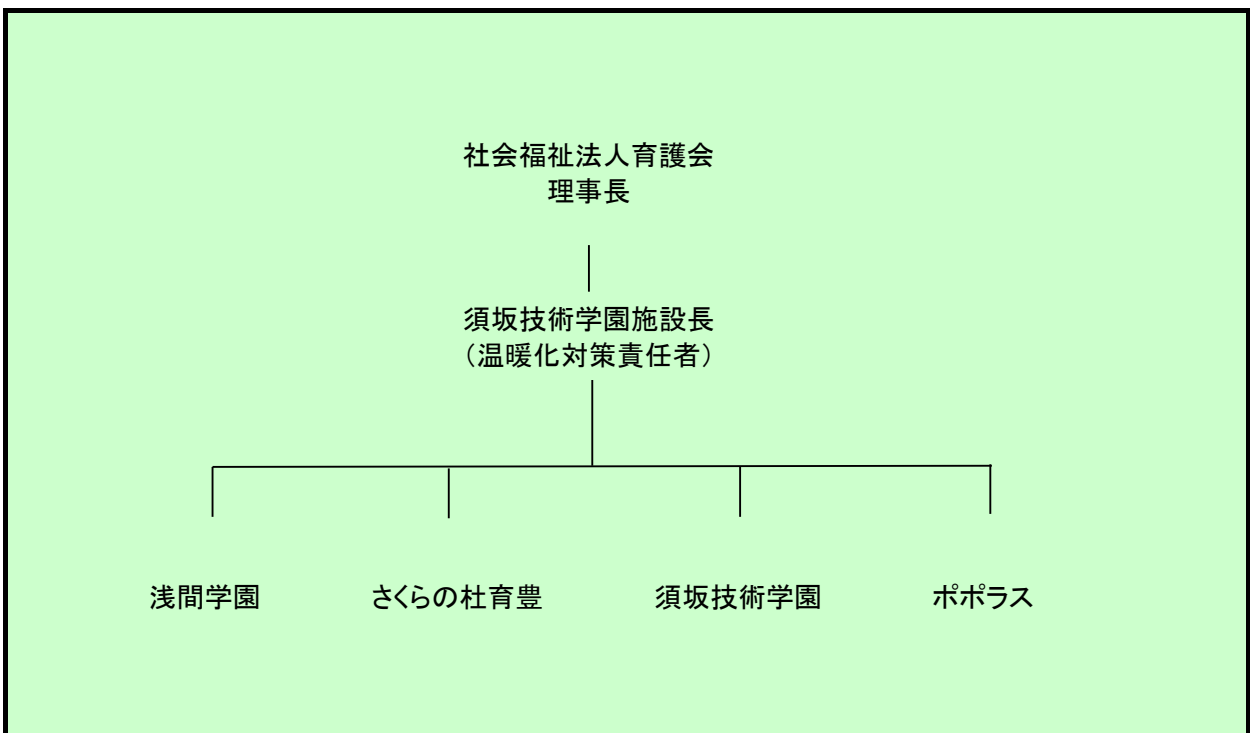 社会福祉法人育護会
理事長
須坂技術学園施設長
（温暖化対策責任者）
浅間学園 さくらの杜育豊 須坂技術学園 ポポラス